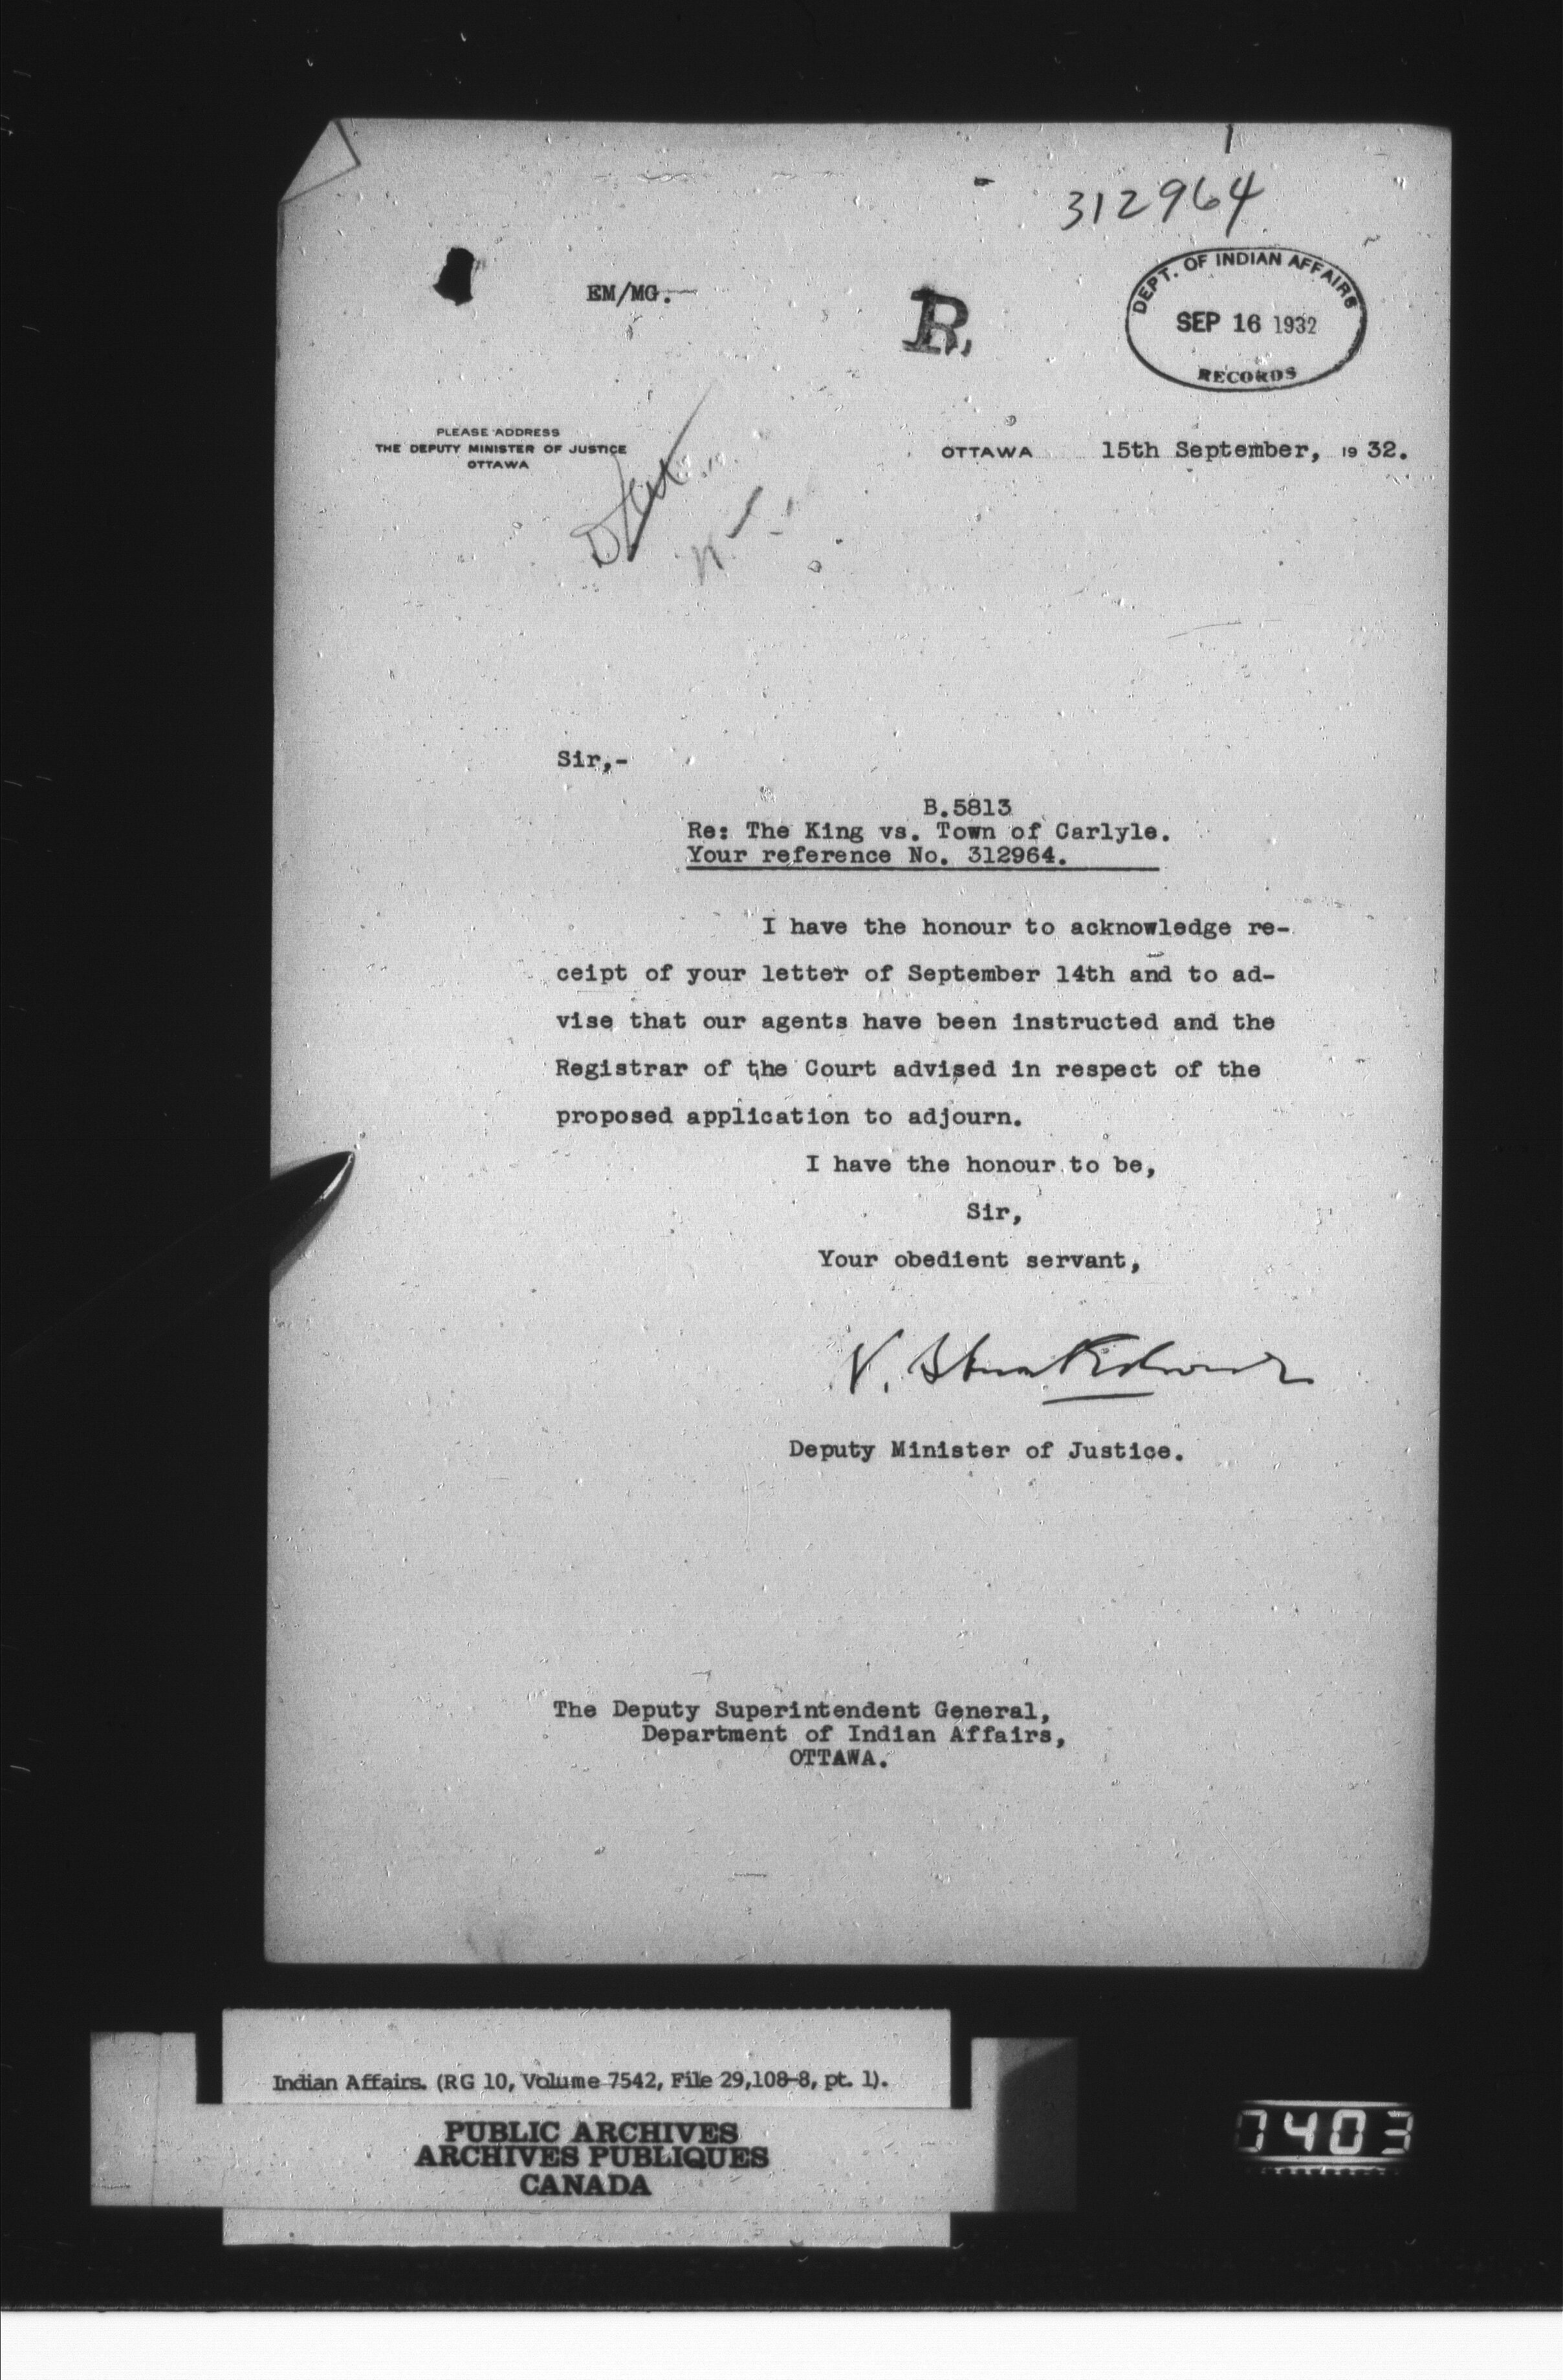 312964
EM/MG.
R.
DEPT. OF INDIAN AFFAIRS
SEP 16 1932
RECORDS
PLEASE ADDRESS
THE DEPUTY MINISTER OF JUSTICE
OTTAWA
OTTAWA 15th September, 1932.
Sir,-
B.5813
Re: The King vs. Town of Carlyle.
Your reference No. 312964.
I have the honour to acknowledge re-
ceipt of your letter of September 14th and to ad-
vise that our agents have been instructed and the
Registrar of the Court advised in respect of the
proposed application to adjourn.
I have the honour to be,
Sir,
Your obedient servant,
Deputy Minister of Justice.
The Deputy Superintendent General,
Department of Indian Affairs,
OTTAWA.
Indian Affairs. (RG 10, Volume 7542, File 29,108-8, pt. 1).
PUBLIC ARCHIVES
ARCHIVES PUBLIQUES
CANADA
0403